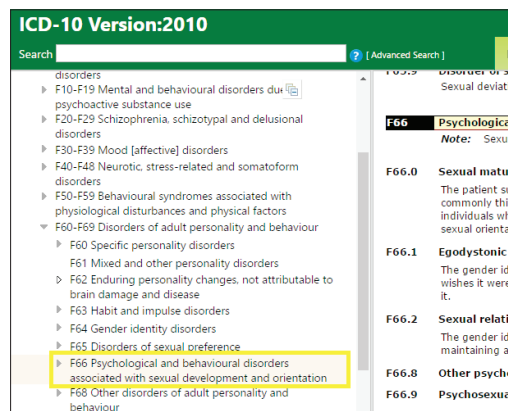 ICD-10 Version:2010
Search
? [ Advanced Search ]
disorders
F10-F19 Mental and behavioural disorders due
psychoactive substance use
F20-F29 Schizophrenia, schizotypal and delusional
disorders
F30-F39 Mood [affective] disorders
F40-F48 Neurotic, stress-related and somatoform
disorders
F50-F59 Behavioural syndromes associated with
physiological disturbances and physical factors
F60-F69 Disorders of adult personality and behaviour
F60 Specific personality disorders
F61 Mixed and other personality disorders
F62 Enduring personality changes, not attributable to
brain damage and disease
F63 Habit and impulse disorders
F64 Gender identity disorders
F65 Disorders of sexual preference
F66 Psychological and behavioural disorders
associated with sexual development and orientation
F68 Other disorders of adult personality and
behaviour
F65.9 Disorder of s
Sexual deviat
F66 Psychologica
Note: Sexu
F66.0 Sexual matu
The patient su
commonly thi
individuals wh
sexual orienta
F66.1 Egodystonic
The gender id
wishes it were
it.
F66.2 Sexual relati
The gender id
maintaining a
F66.8 Other psycho
F66.9 Psychosexua